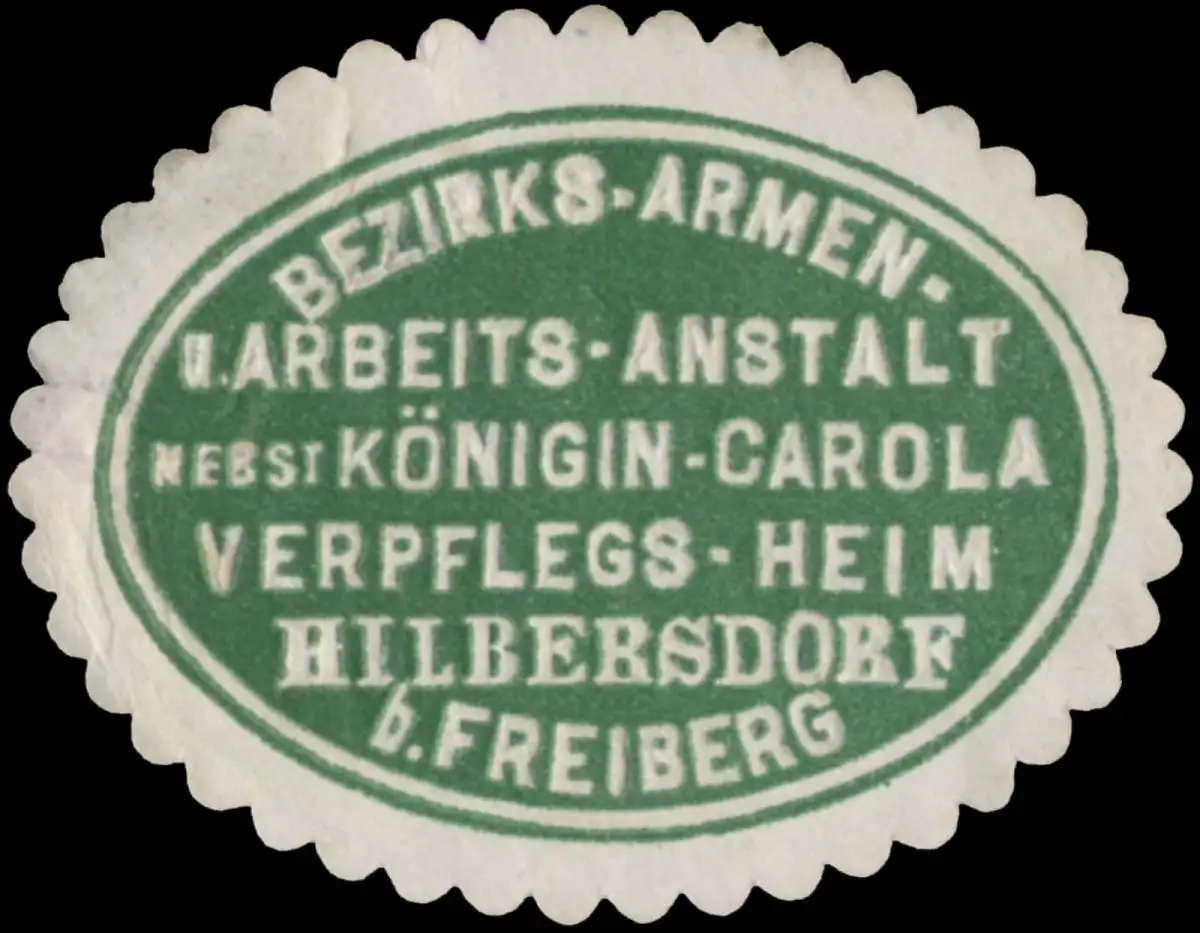 BEZIRKS-ARMEN-
U.ARBEITS-ANSTALT
NEBST KÖNIGIN-CAROLA
VERPFLEGS-HEIM
HILBERSDORF
b.FREIBERG